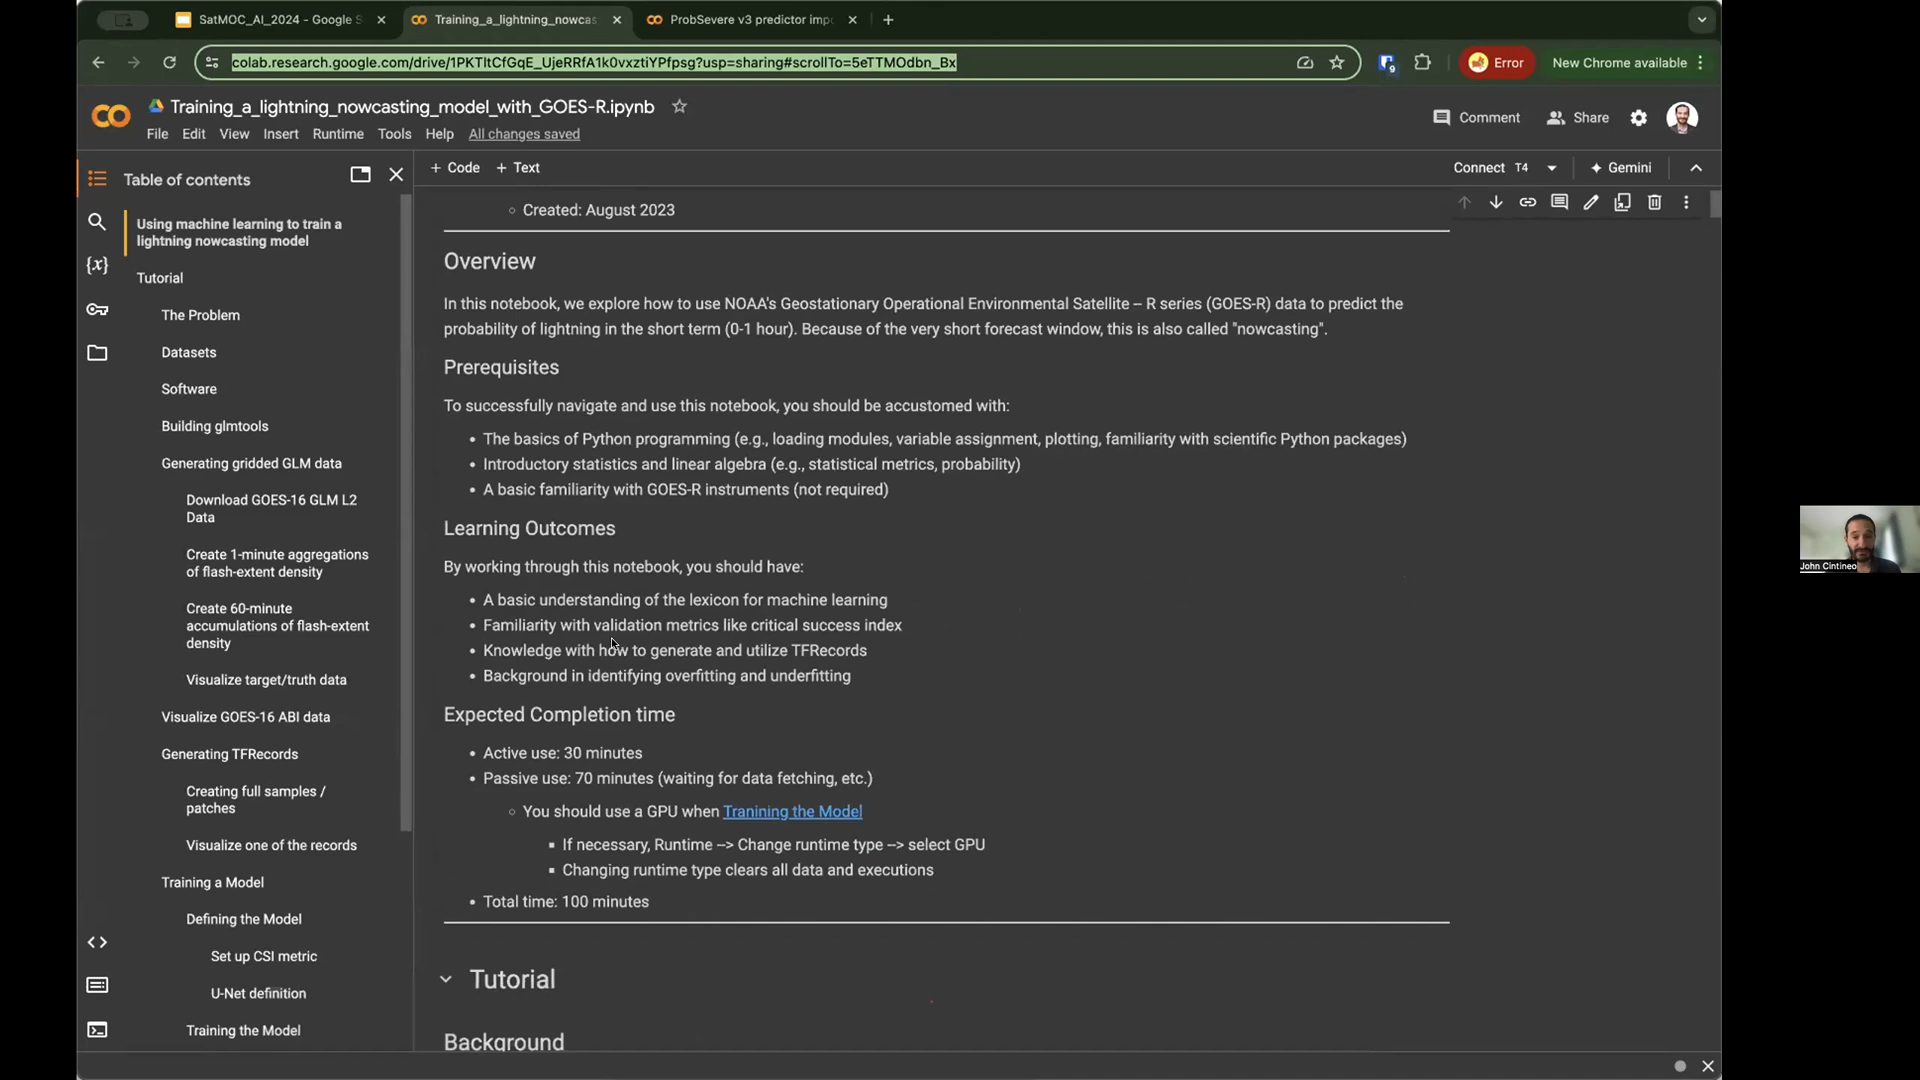 SatMOC_AI_2024 - Google S
Training_a_lightning_nowcas
ProbSevere v3 predictor imp
colab.research.google.com/drive/1PKTltCfGqE_UjeRRfA1k0vxztiYPfpsg?usp=sharing#scrollTo=5eTTMOdbn_Bx
9
Error
New Chrome available
Training_a_lightning_nowcasting_model_with_GOES-R.ipynb
File Edit View Insert Runtime Tools Help All changes saved
Comment
Share
Table of contents
+ Code + Text
Connect T4
Gemini
Using machine learning to train a
lightning nowcasting model
Tutorial
The Problem
Datasets
Software
Building glmtools
Generating gridded GLM data
Download GOES-16 GLM L2
Data
Create 1-minute aggregations
of flash-extent density
Create 60-minute
accumulations of flash-extent
density
Visualize target/truth data
Visualize GOES-16 ABI data
Generating TFRecords
Creating full samples /
patches
Visualize one of the records
Training a Model
Defining the Model
Set up CSI metric
U-Net definition
Training the Model
Created: August 2023
Overview
In this notebook, we explore how to use NOAA's Geostationary Operational Environmental Satellite – R series (GOES-R) data to predict the
probability of lightning in the short term (0-1 hour). Because of the very short forecast window, this is also called "nowcasting".
Prerequisites
To successfully navigate and use this notebook, you should be accustomed with:
• The basics of Python programming (e.g., loading modules, variable assignment, plotting, familiarity with scientific Python packages)
• Introductory statistics and linear algebra (e.g., statistical metrics, probability)
• A basic familiarity with GOES-R instruments (not required)
Learning Outcomes
By working through this notebook, you should have:
• A basic understanding of the lexicon for machine learning
• Familiarity with validation metrics like critical success index
• Knowledge with how to generate and utilize TFRecords
• Background in identifying overfitting and underfitting
Expected Completion time
• Active use: 30 minutes
• Passive use: 70 minutes (waiting for data fetching, etc.)
You should use a GPU when Tranining the Model
If necessary, Runtime --> Change runtime type --> select GPU
Changing runtime type clears all data and executions
• Total time: 100 minutes
Tutorial
Background
John Cintineo